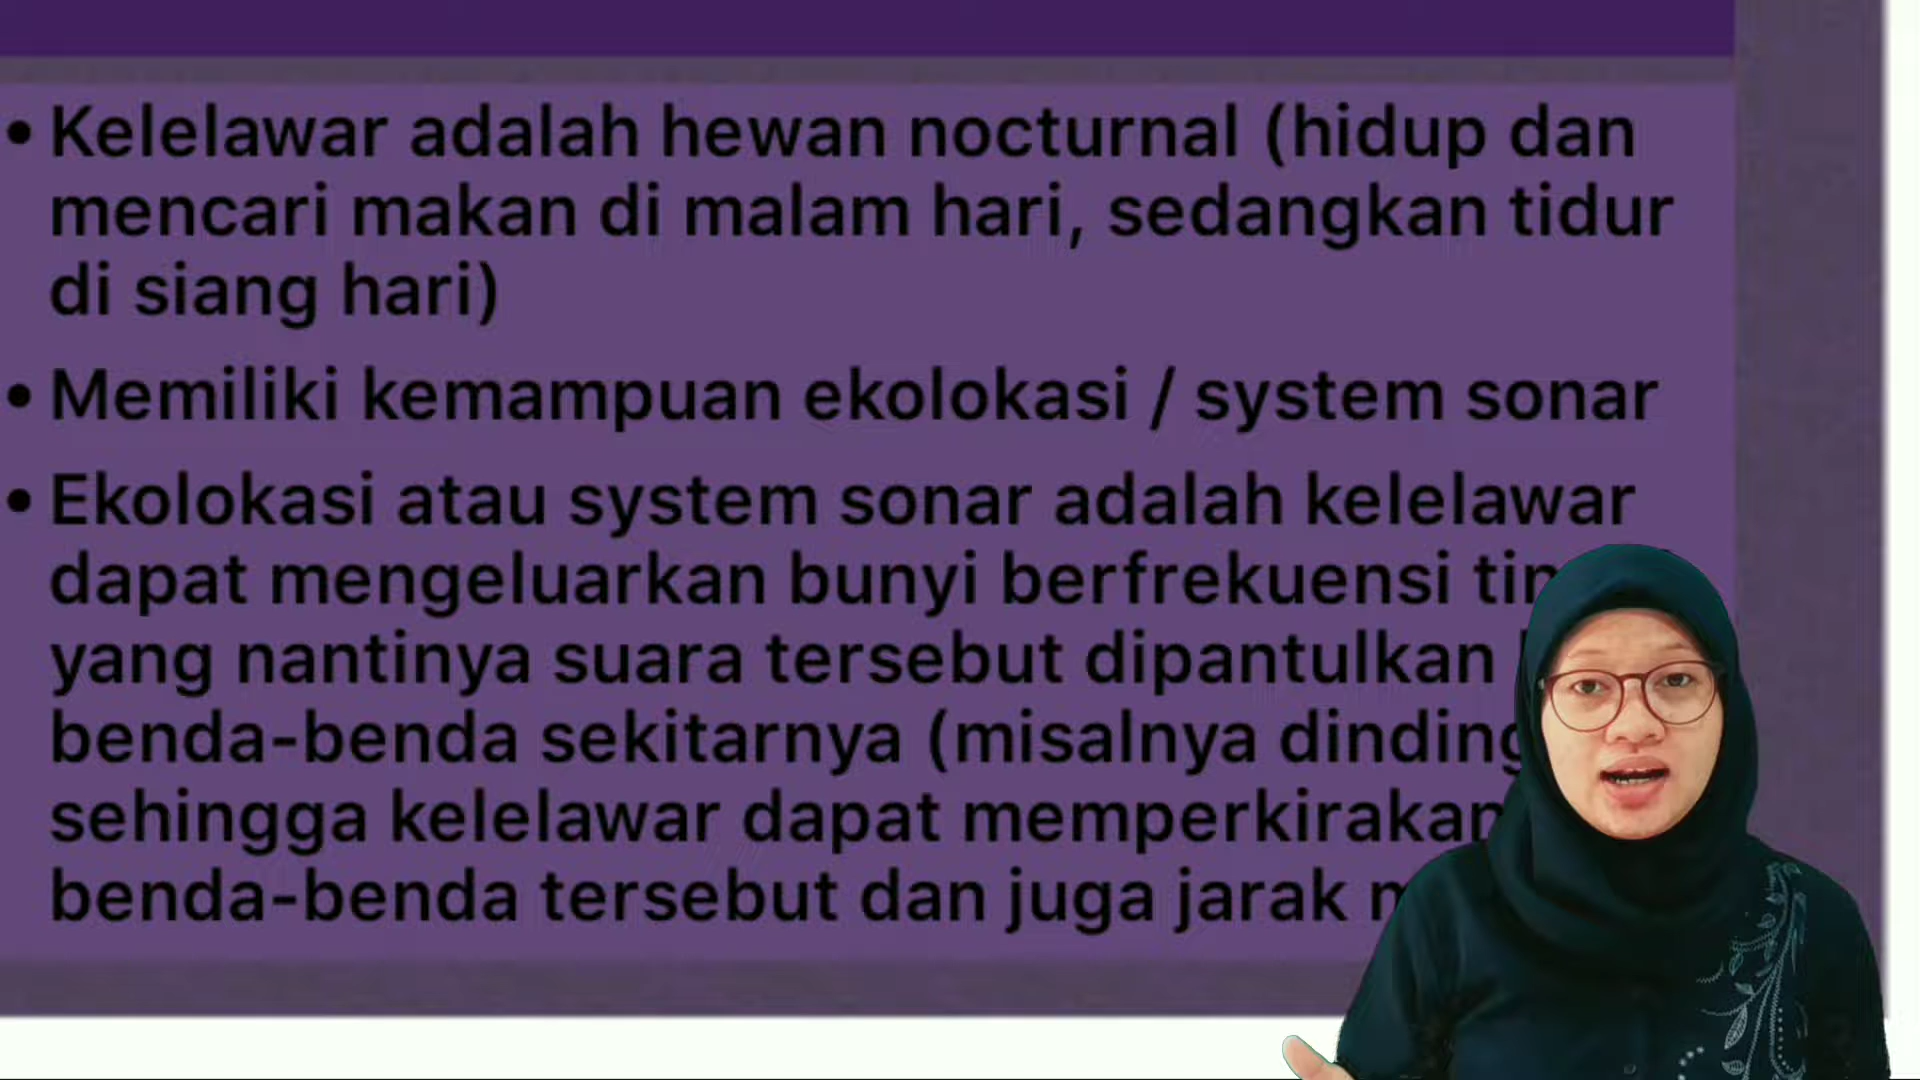 • Kelelawar adalah hewan nocturnal (hidup dan
mencari makan di malam hari, sedangkan tidur
di siang hari)
• Memiliki kemampuan ekolokasi / system sonar
• Ekolokasi atau system sonar adalah kelelawar
dapat mengeluarkan bunyi berfrekuensi
yang nantinya suara tersebut dipantulkan
benda-benda sekitarnya (misalnya dinding
sehingga kelelawar dapat memperkirakan
benda-benda tersebut dan juga jarak